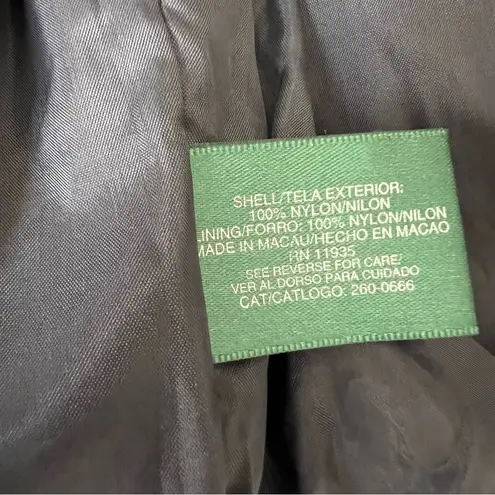 SHELL/TELA EXTERIOR:
100% NYLON/NILON
LINING/FORRO: 100% NYLON/NILON
MADE IN MACAU/HECHO EN MACAO
RN 11935
SEE REVERSE FOR CARE/
VER AL DORSO PARA CUIDADO
CAT/CATLOGO: 260-0666